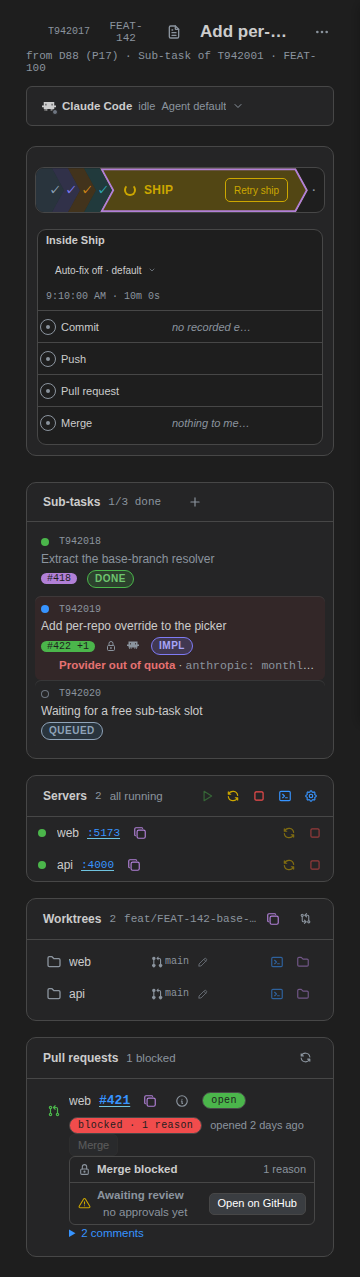 T942017 FEAT-142 Add per-…
from D88 (P17) · Sub-task of T942001 · FEAT-100
Claude Code idle Agent default
SHIP Retry ship
Inside Ship
Auto-fix off · default
9:10:00 AM · 10m 0s
Commit no recorded e…
Push
Pull request
Merge nothing to me…
Sub-tasks 1/3 done
T942018
Extract the base-branch resolver
#418 DONE
T942019
Add per-repo override to the picker
#422 +1 IMPL
Provider out of quota · anthropic: monthl…
T942020
Waiting for a free sub-task slot
QUEUED
Servers 2 all running
web :5173
api :4000
Worktrees 2 feat/FEAT-142-base-…
web main
api main
Pull requests 1 blocked
web #421 open
blocked · 1 reason opened 2 days ago
Merge
Merge blocked 1 reason
Awaiting review
no approvals yet
Open on GitHub
2 comments